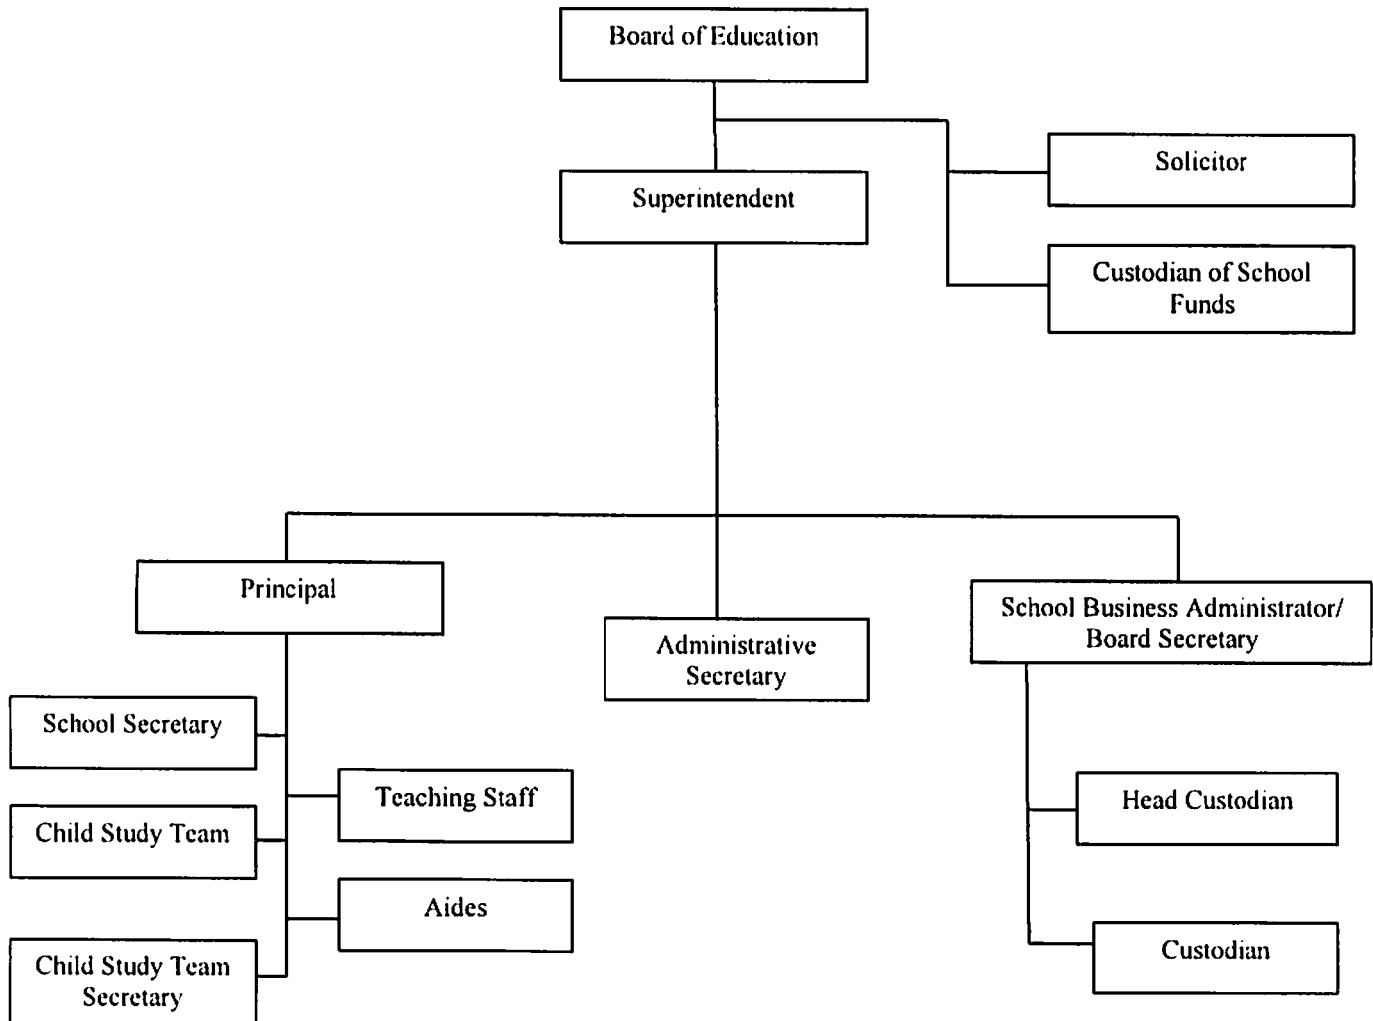 Board of Education
Solicitor
Superintendent
Custodian of School
Funds
Principal
School Business Administrator/
Board Secretary
Administrative
Secretary
School Secretary
Teaching Staff
Head Custodian
Child Study Team
Aides
Custodian
Child Study Team
Secretary